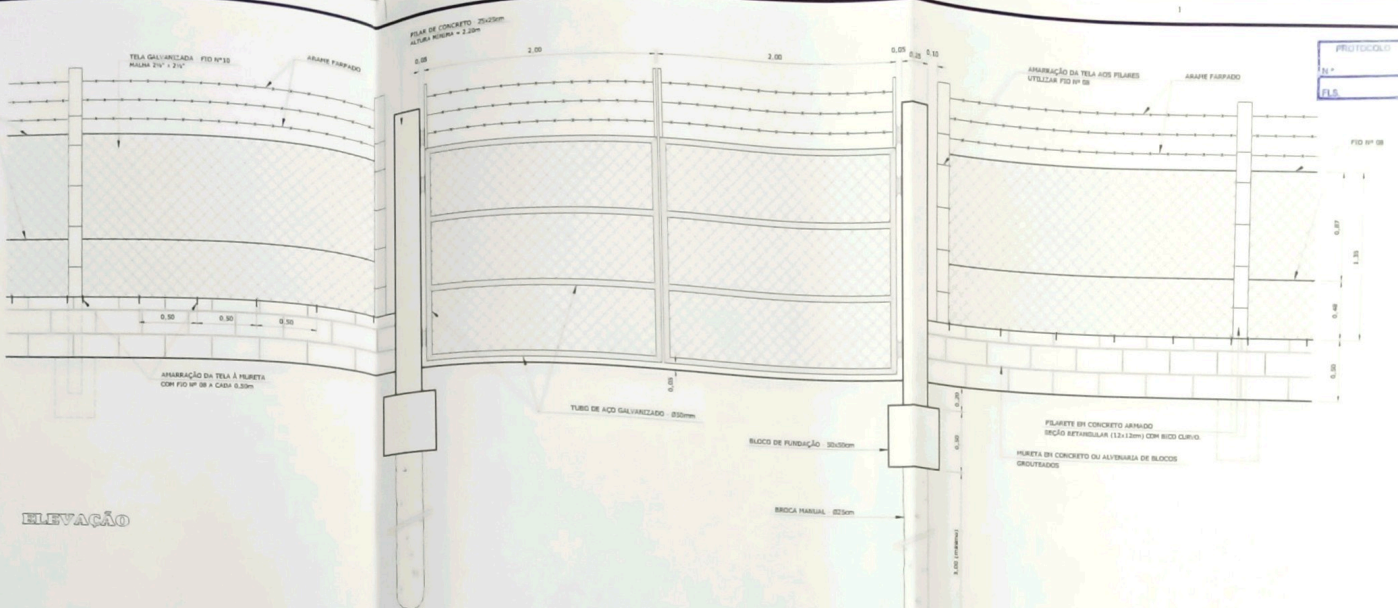 PILAR DE CONCRETO 25x25cm
ALTURA MÍNIMA = 2,20m
PROTOCOLO
N.º
FLS.
TELA GALVANIZADA FIO Nº10
MALHA 2½" x 2½"
ARAME FARPADO
0,05
2,00
2,00
0,05
0,25
0,10
AMARRAÇÃO DA TELA AOS PILARES
UTILIZAR FIO Nº 08
ARAME FARPADO
FIO Nº 08
0,87
1,35
0,48
0,50
0,50
0,50
0,50
AMARRAÇÃO DA TELA À MURETA
COM FIO Nº 08 A CADA 0,50m
0,05
TUBO DE AÇO GALVANIZADO Ø50mm
0,20
0,50
BLOCO DE FUNDAÇÃO 50x50cm
PILARETE EM CONCRETO ARMADO
SEÇÃO RETANGULAR (12x12cm) COM BICO CURVO.
MURETA EM CONCRETO OU ALVENARIA DE BLOCOS
GROUTEADOS
BROCA MANUAL Ø25cm
ELEVAÇÃO